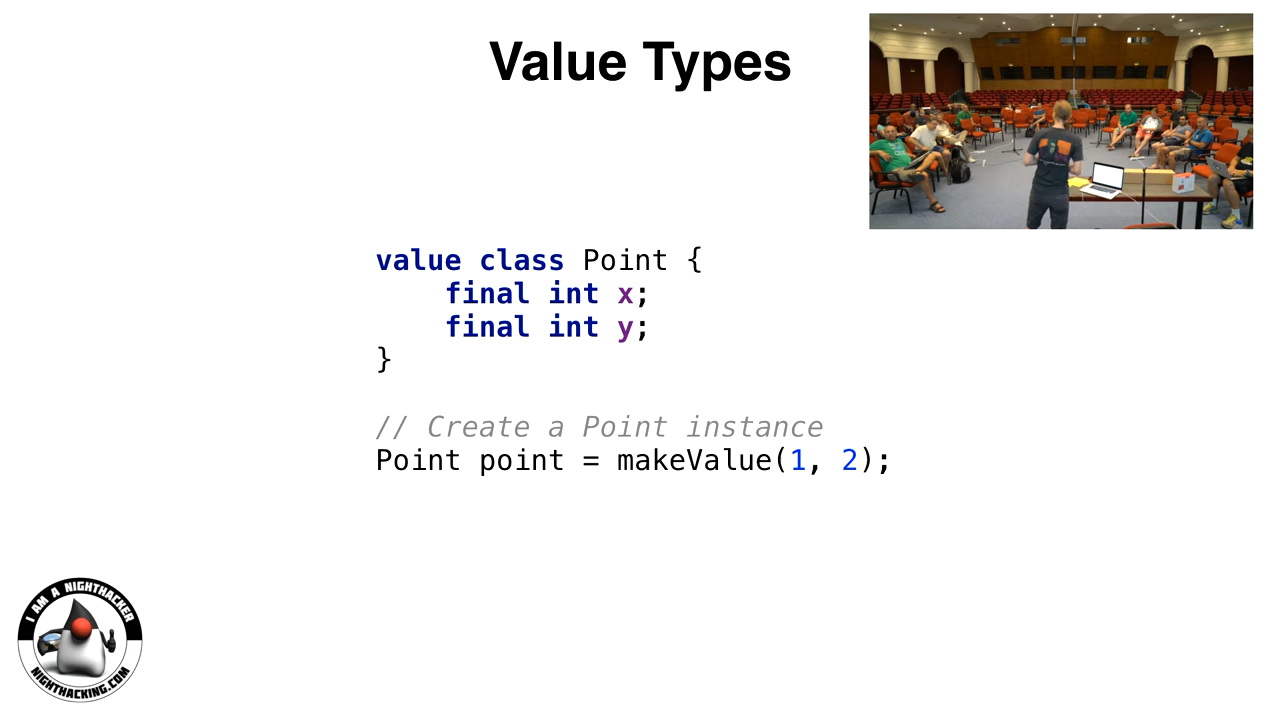 Value Types
value class Point {
    final int x;
    final int y;
}
// Create a Point instance
Point point = makeValue(1, 2);
I AM A NIGHTHACKER
NIGHTHACKING.COM